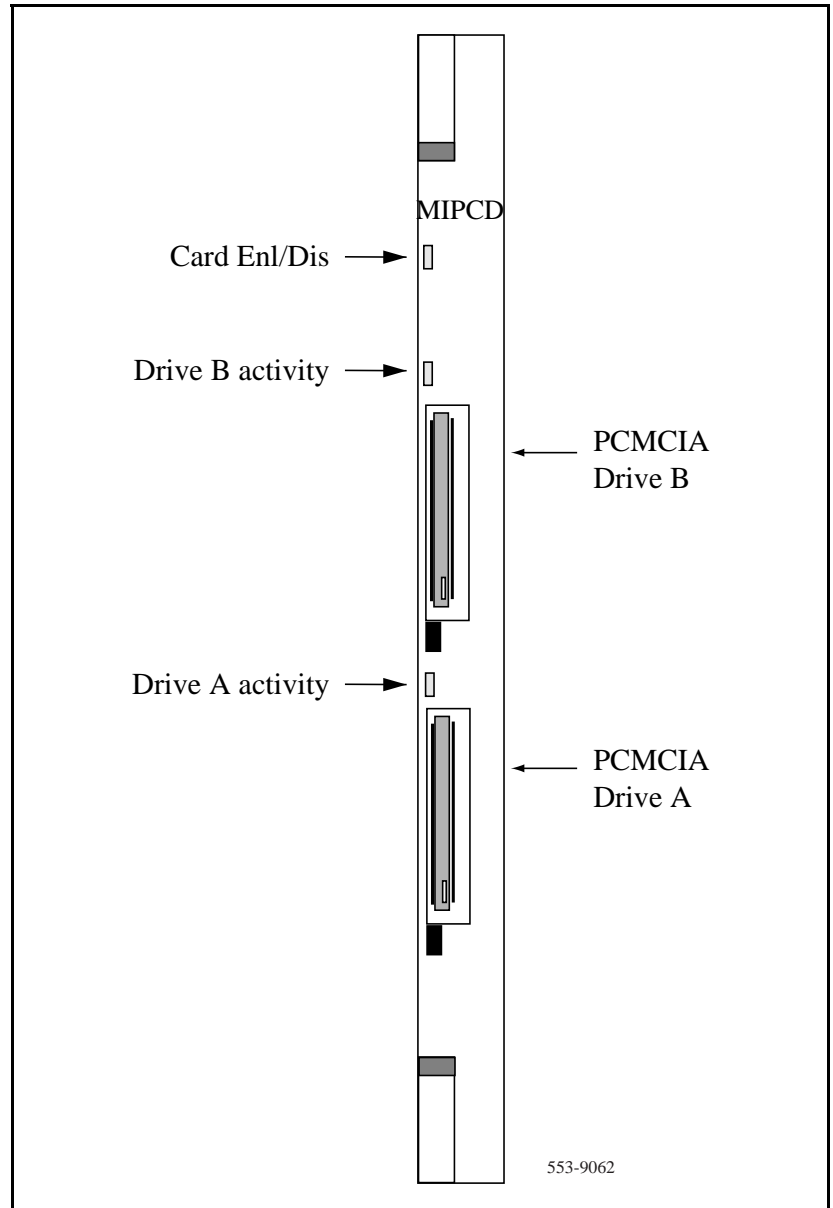 MIPCD
Card Enl/Dis
Drive B activity
PCMCIA
Drive B
Drive A activity
PCMCIA
Drive A
553-9062